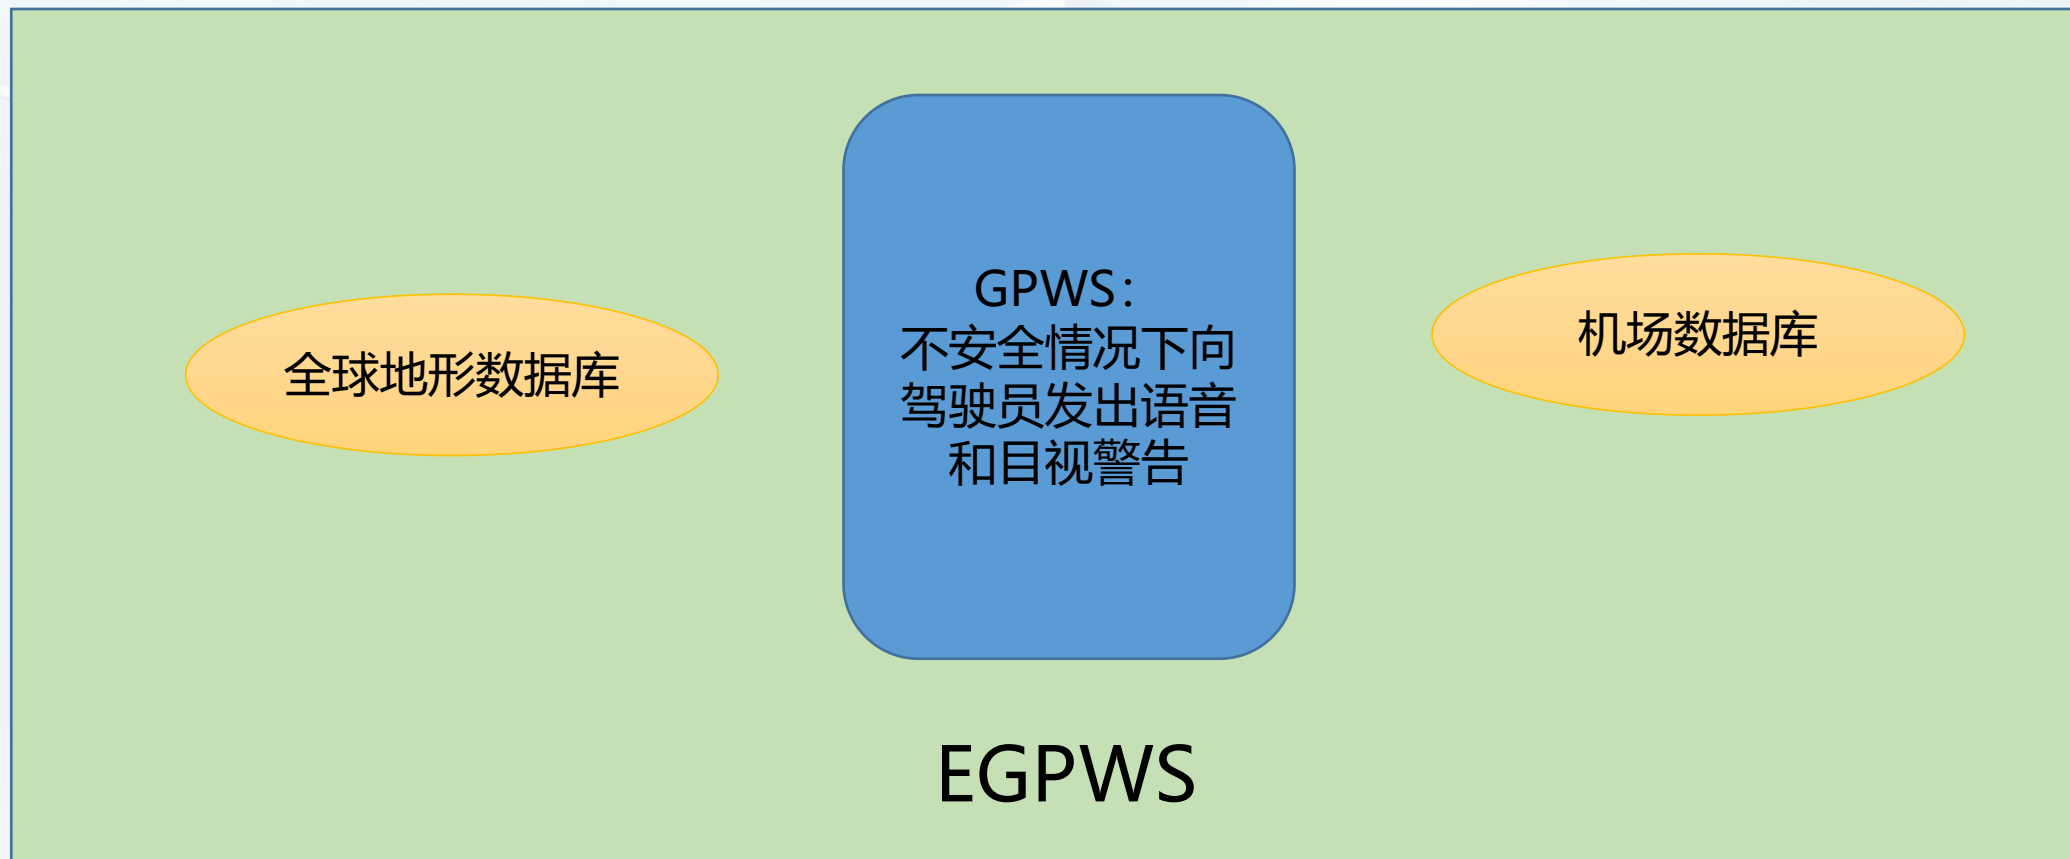 全球地形数据库
GPWS：
不安全情况下向
驾驶员发出语音
和目视警告
机场数据库
EGPWS